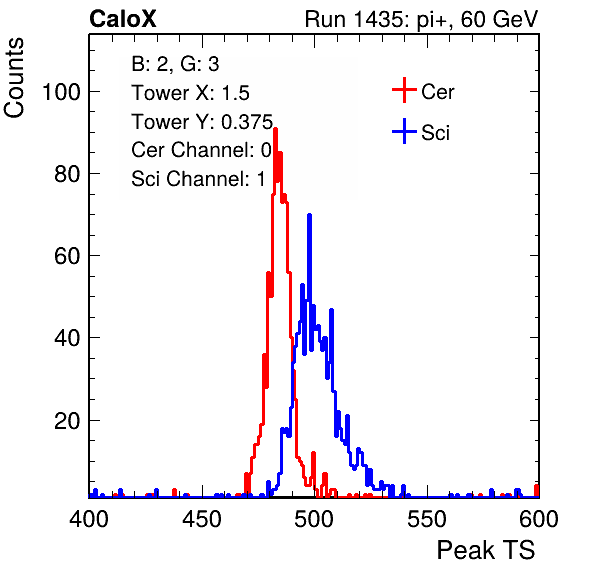 CaloX
Run 1435: pi+, 60 GeV
Counts
B: 2, G: 3
Tower X: 1.5
Tower Y: 0.375
Cer Channel: 0
Sci Channel: 1
Cer
Sci
100
80
60
40
20
400 450 500 550 600
Peak TS